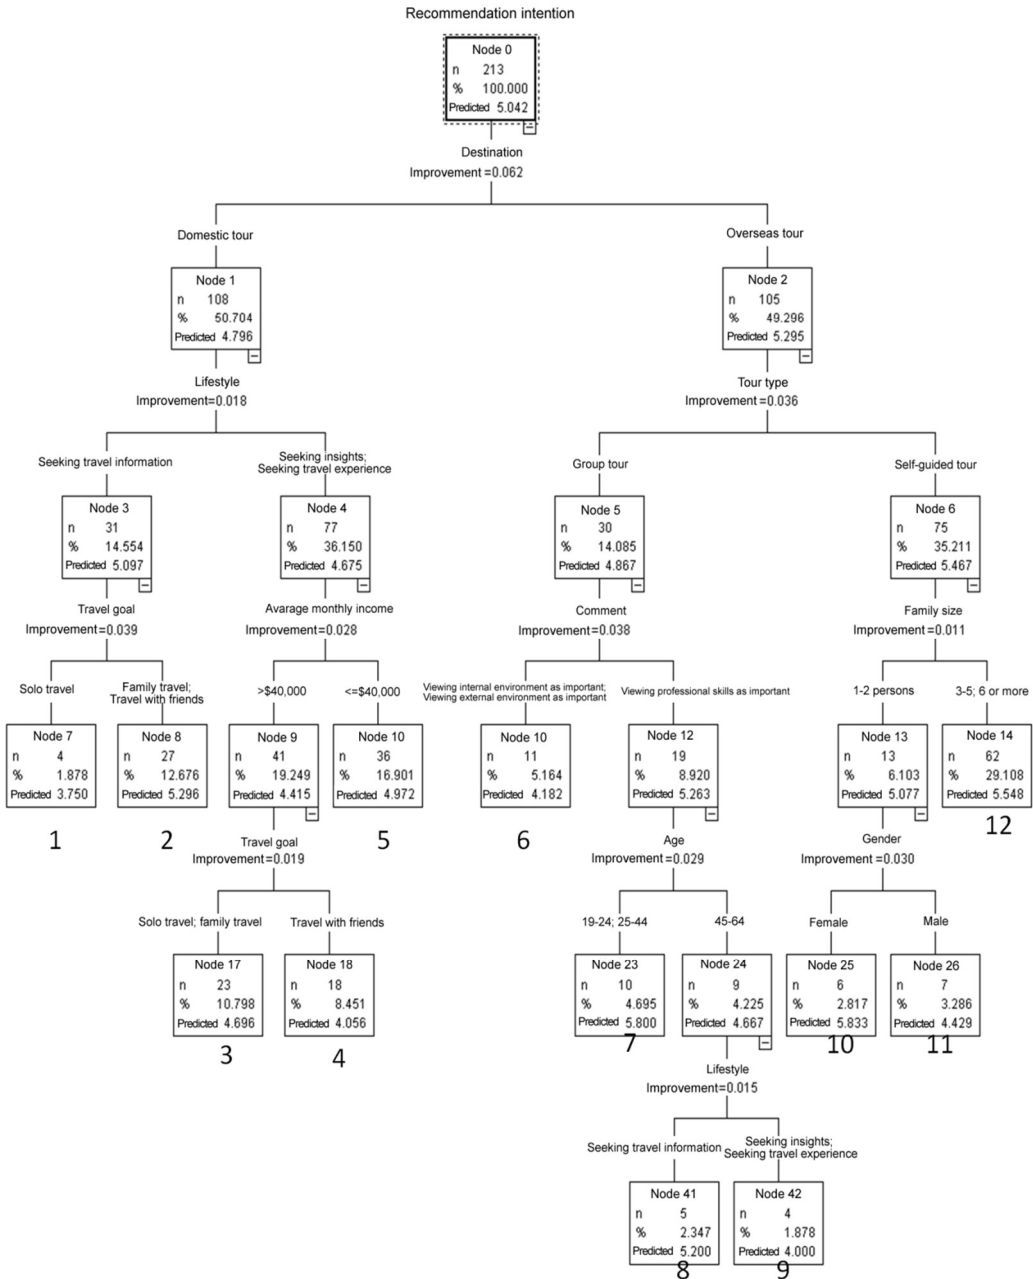 Recommendation intention
Node 0
n 213
% 100.000
Predicted 5.042
Destination
Improvement =0.062
Domestic tour
Overseas tour
Node 1
n 108
% 50.704
Predicted 4.796
Node 2
n 105
% 49.296
Predicted 5.295
Lifestyle
Improvement=0.018
Tour type
Improvement =0.036
Seeking travel information
Seeking insights;
Seeking travel experience
Group tour
Self-guided tour
Node 3
n 31
% 14.554
Predicted 5.097
Node 4
n 77
% 36.150
Predicted 4.675
Node 5
n 30
% 14.085
Predicted 4.867
Node 6
n 75
% 35.211
Predicted 5.467
Travel goal
Improvement=0.039
Avarage monthly income
Improvement=0.028
Comment
Improvement=0.038
Family size
Improvement=0.011
Solo travel
Family travel;
Travel with friends
>$40,000
<=$40,000
Viewing internal environment as important;
Viewing external environment as important
Viewing professional skills as important
1-2 persons
3-5; 6 or more
Node 7
n 4
% 1.878
Predicted 3.750
1
Node 8
n 27
% 12.676
Predicted 5.296
2
Node 9
n 41
% 19.249
Predicted 4.415
Node 10
n 36
% 16.901
Predicted 4.972
5
Node 10
n 11
% 5.164
Predicted 4.182
6
Node 12
n 19
% 8.920
Predicted 5.263
Node 13
n 13
% 6.103
Predicted 5.077
Node 14
n 62
% 29.108
Predicted 5.548
12
Travel goal
Improvement=0.019
Age
Improvement=0.029
Gender
Improvement=0.030
Solo travel; family travel
Travel with friends
19-24; 25-44
45-64
Female
Male
Node 17
n 23
% 10.798
Predicted 4.696
3
Node 18
n 18
% 8.451
Predicted 4.056
4
Node 23
n 10
% 4.695
Predicted 5.800
7
Node 24
n 9
% 4.225
Predicted 4.667
Node 25
n 6
% 2.817
Predicted 5.833
10
Node 26
n 7
% 3.286
Predicted 4.429
11
Lifestyle
Improvement=0.015
Seeking travel information
Seeking insights;
Seeking travel experience
Node 41
n 5
% 2.347
Predicted 5.200
8
Node 42
n 4
% 1.878
Predicted 4.000
9